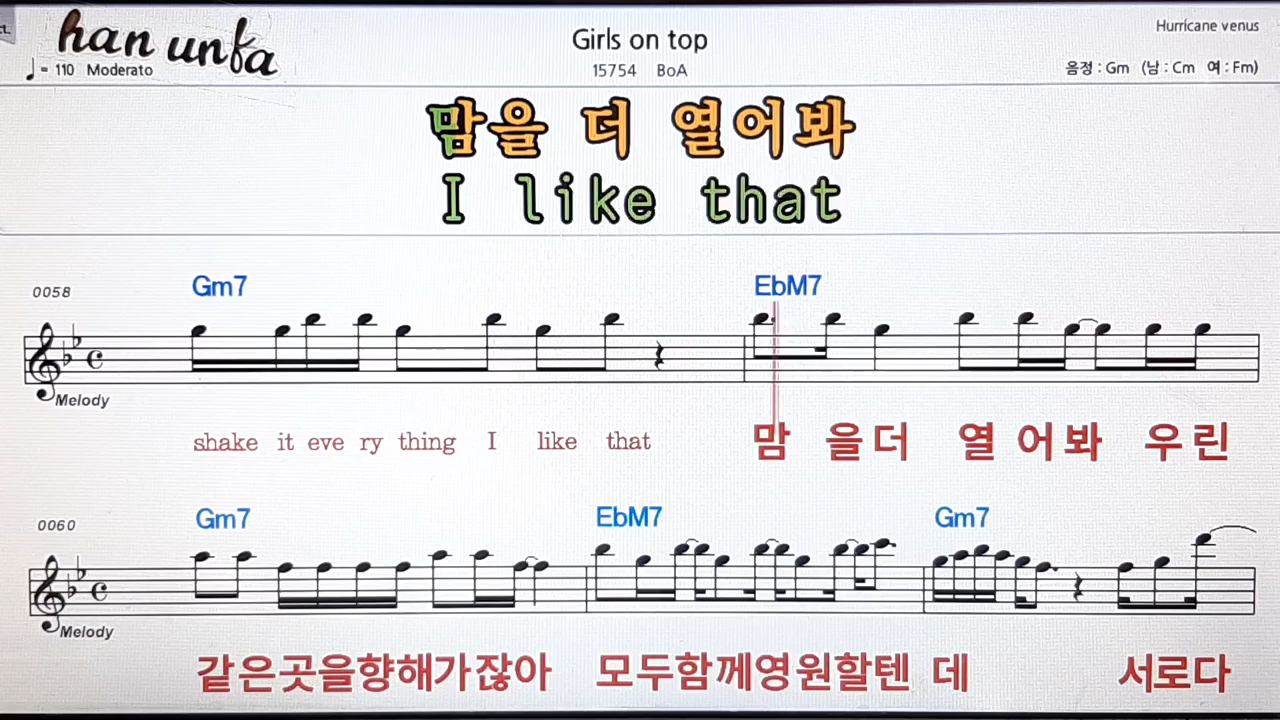 han unfa
Girls on top
Hurricane venus
♩= 110 Moderato
15754 BoA
음정 : Gm (남 : Cm 여 : Fm)
맘을 더 열어봐
I like that
0058
Gm7 EbM7
Melody
shake it eve ry thing I like that 맘 을더 열 어봐 우린
0060
Gm7 EbM7 Gm7
Melody
같은곳을향해가잖아 모두함께영원할텐 데 서로다